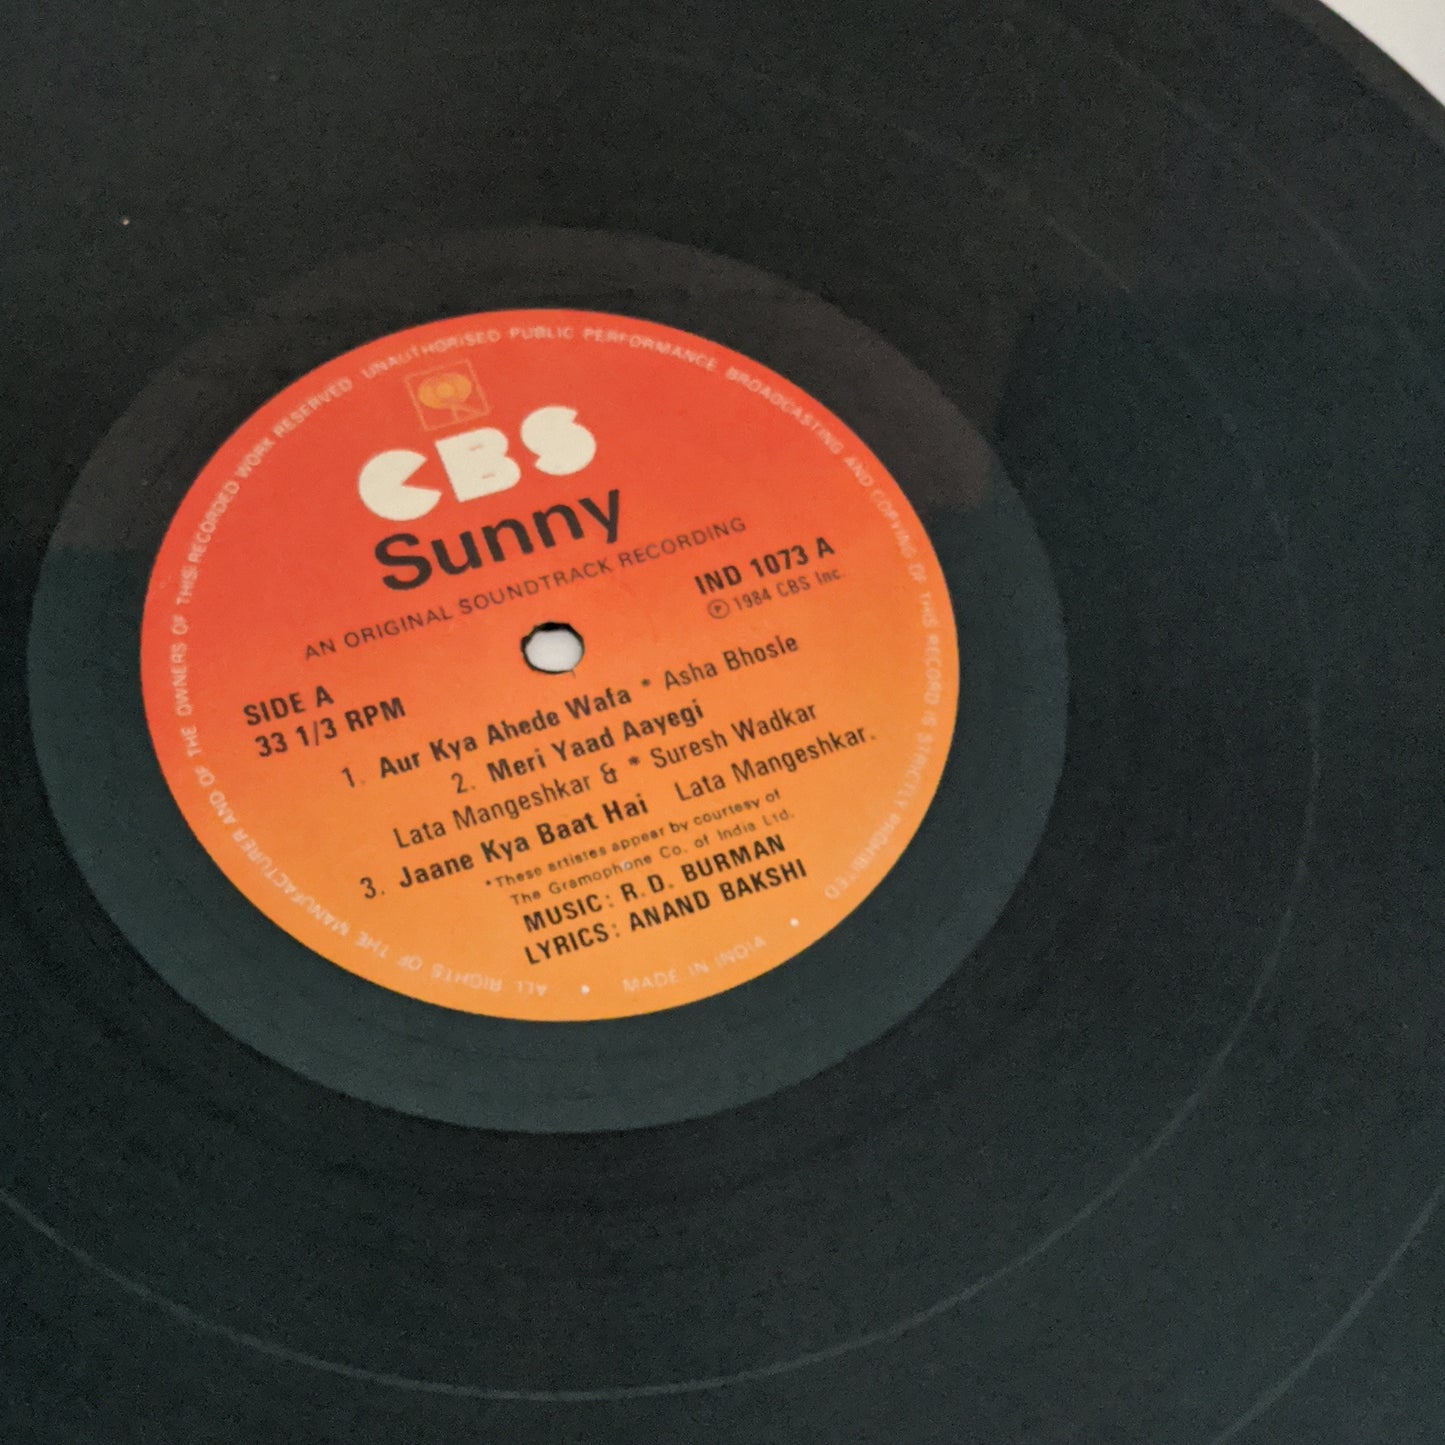 CBS
Sunny
AN ORIGINAL SOUNDTRACK RECORDING
IND 1073 A
℗ 1984 CBS Inc.
SIDE A
33 1/3 RPM
1. Aur Kya Ahede Wafa * Asha Bhosle
2. Meri Yaad Aayegi
Lata Mangeshkar & * Suresh Wadkar
3. Jaane Kya Baat Hai Lata Mangeshkar.
*These artistes appear by courtesy of
The Gramophone Co. of India Ltd.
MUSIC: R.D. BURMAN
LYRICS: ANAND BAKSHI
ALL RIGHTS OF THE MANUFACTURER AND OF THE OWNERS OF THIS RECORDED WORK RESERVED UNAUTHORISED PUBLIC PERFORMANCE BROADCASTING AND COPYING OF THIS RECORD IS STRICTLY PROHIBITED • MADE IN INDIA •